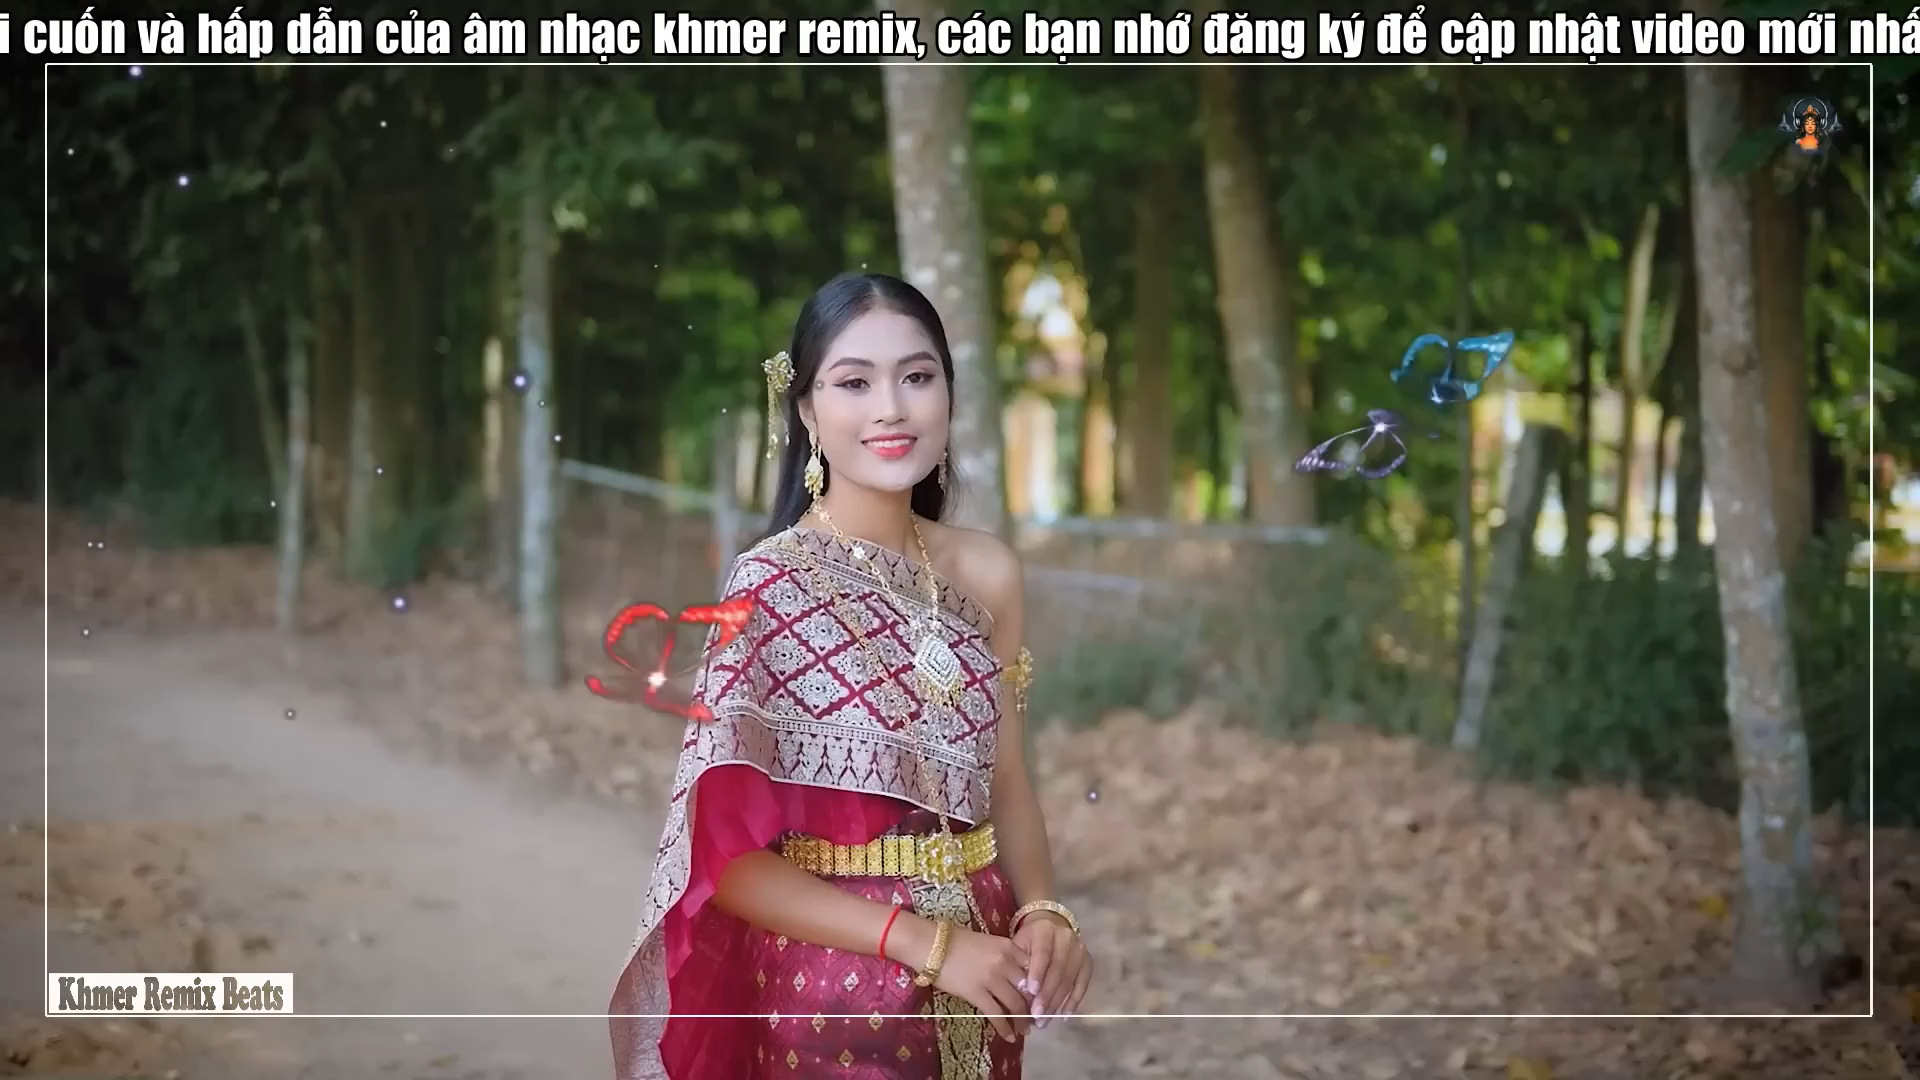 i cuốn và hấp dẫn của âm nhạc khmer remix, các bạn nhớ đăng ký để cập nhật video mới nhấ
Khmer Remix Beats